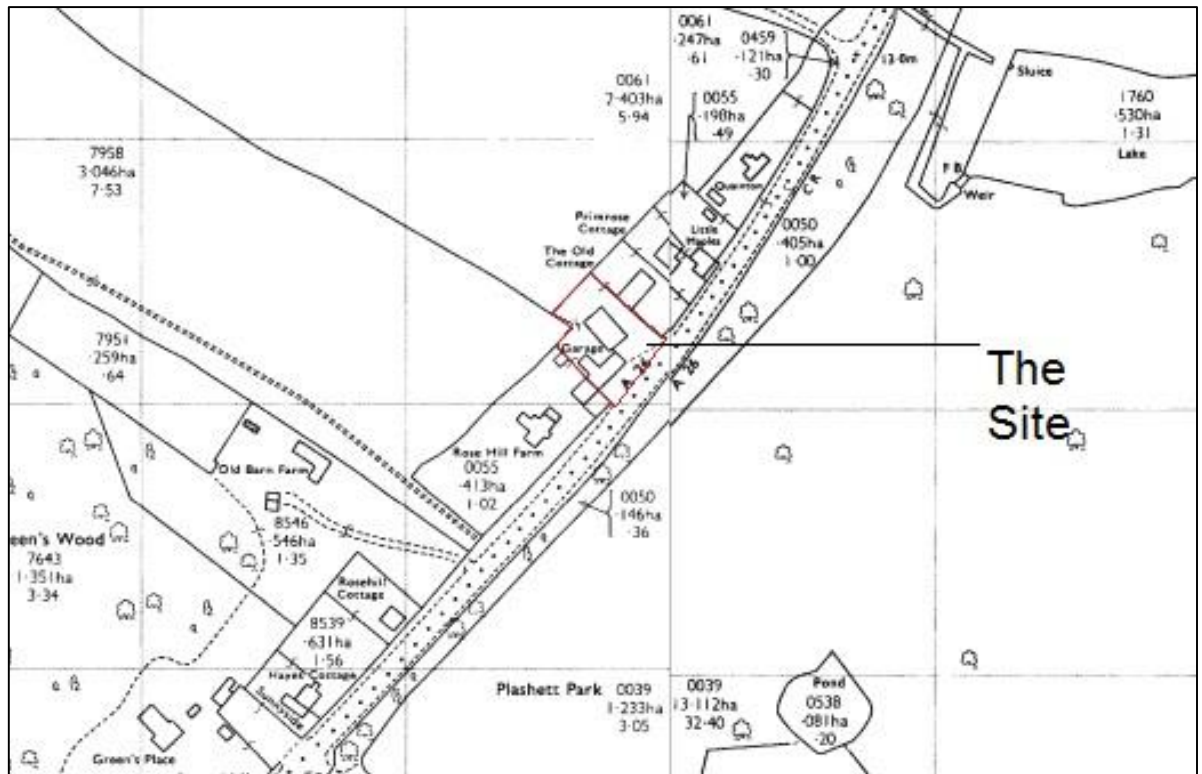 0061
·247ha
·61
0459
·121ha
·30
13·0m
Sluice
0061
7·403ha
5·94
0055
·198ha
·49
1760
·530ha
1·31
Lake
7958
3·046ha
7·53
Quainton
F B
Weir
C R
Primrose
Cottage
Little
Maples
The Old
Cottage
0050
·405ha
1·00
7951
·259ha
·64
Garage
A 26
A 26
The
Site
Rose Hill Farm
0055
·413ha
1·02
Old Barn Farm
0050
·146ha
·36
8546
·546ha
1·35
een's Wood
7643
1·351ha
3·34
Rosehill
Cottage
8539
·631ha
1·56
Hayes Cottage
Sunnyside
Plashett Park
0039
1·233ha
3·05
0039
13·112ha
32·40
Pond
0538
·081ha
·20
Green's Place